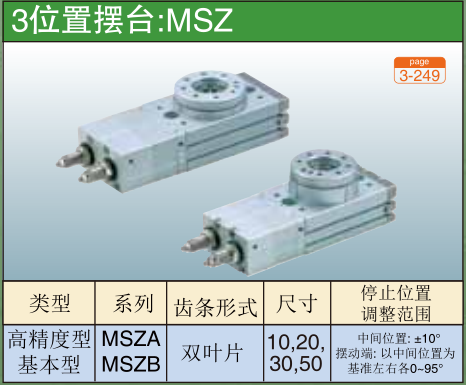 3位置摆台:MSZ
page
3-249
类型 系列 齿条形式 尺寸 停止位置
调整范围
高精度型 MSZA 双叶片 10,20, 中间位置: ±10°
基本型 MSZB 30,50 摆动端: 以中间位置为
基准左右各0~95°